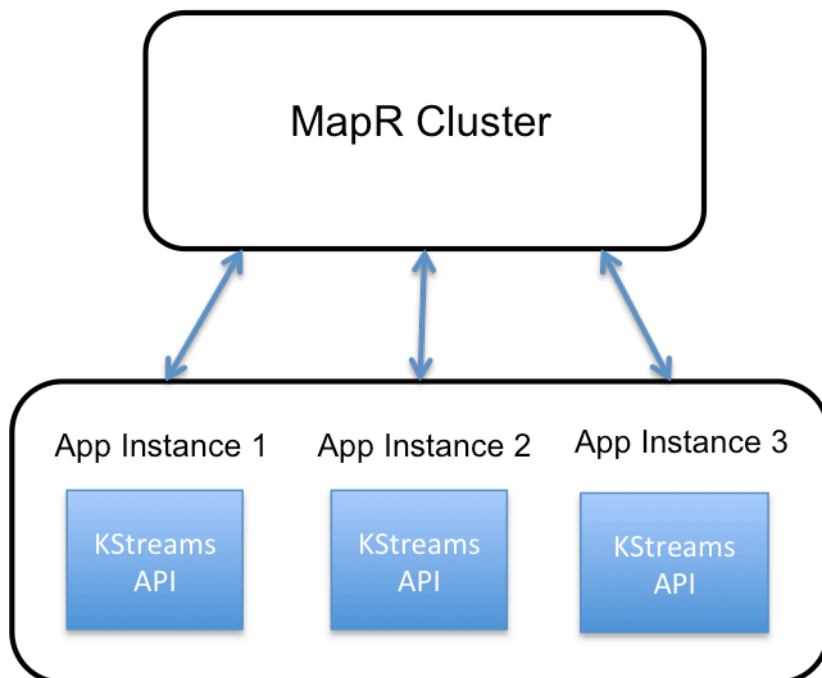 MapR Cluster
App Instance 1
App Instance 2
App Instance 3
KStreams
API
KStreams
API
KStreams
API